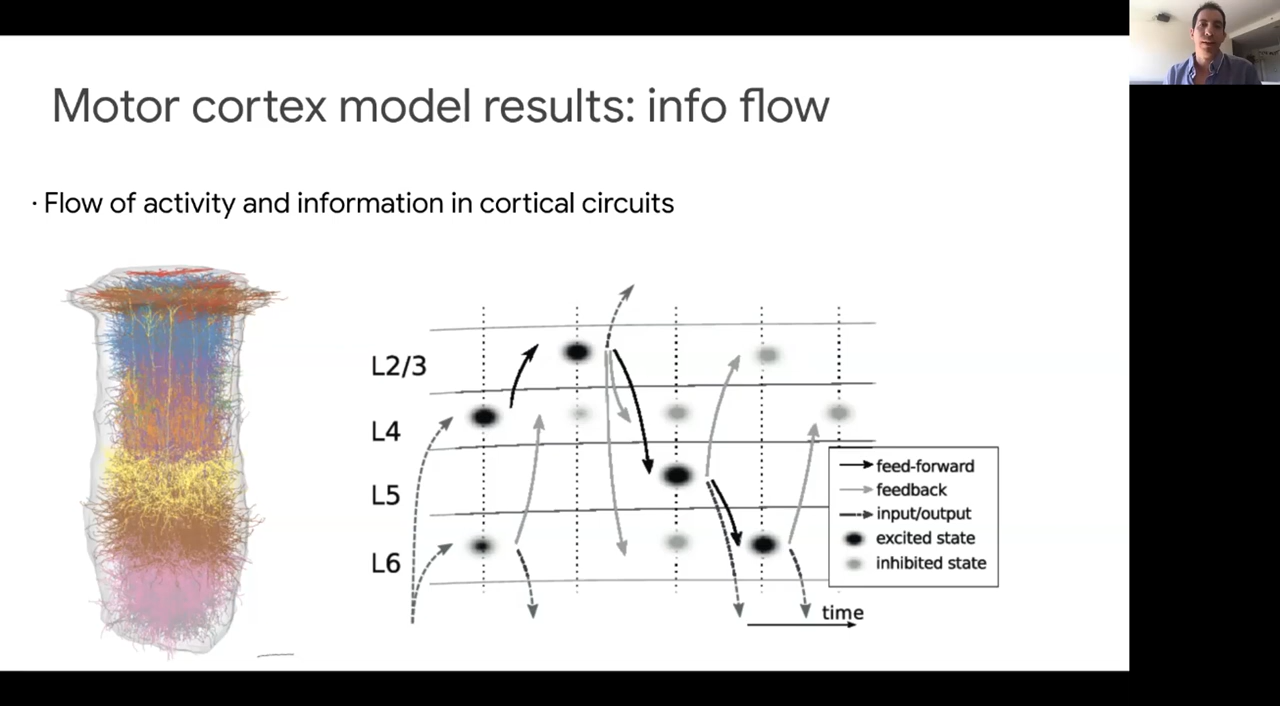 Motor cortex model results: info flow
· Flow of activity and information in cortical circuits
L2/3
L4
L5
L6
feed-forward
feedback
input/output
excited state
inhibited state
time